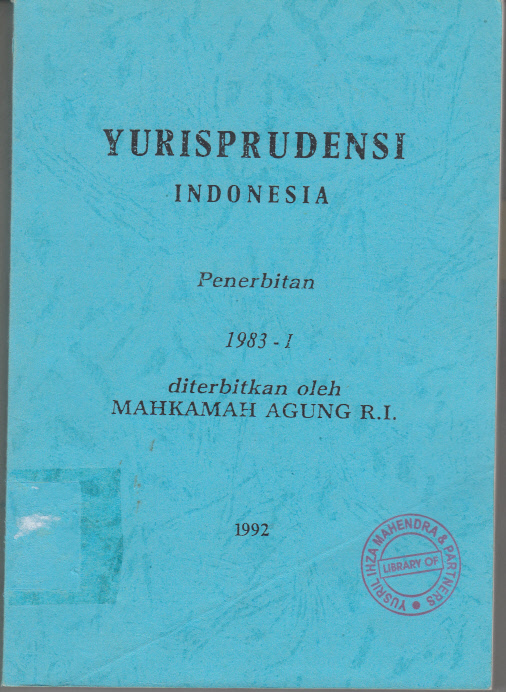 YURISPRUDENSI
INDONESIA
Penerbitan
1983 - I
diterbitkan oleh
MAHKAMAH AGUNG R.I.
1992
YUSRIL IHZA MAHENDRA & PARTNERS
LIBRARY OF